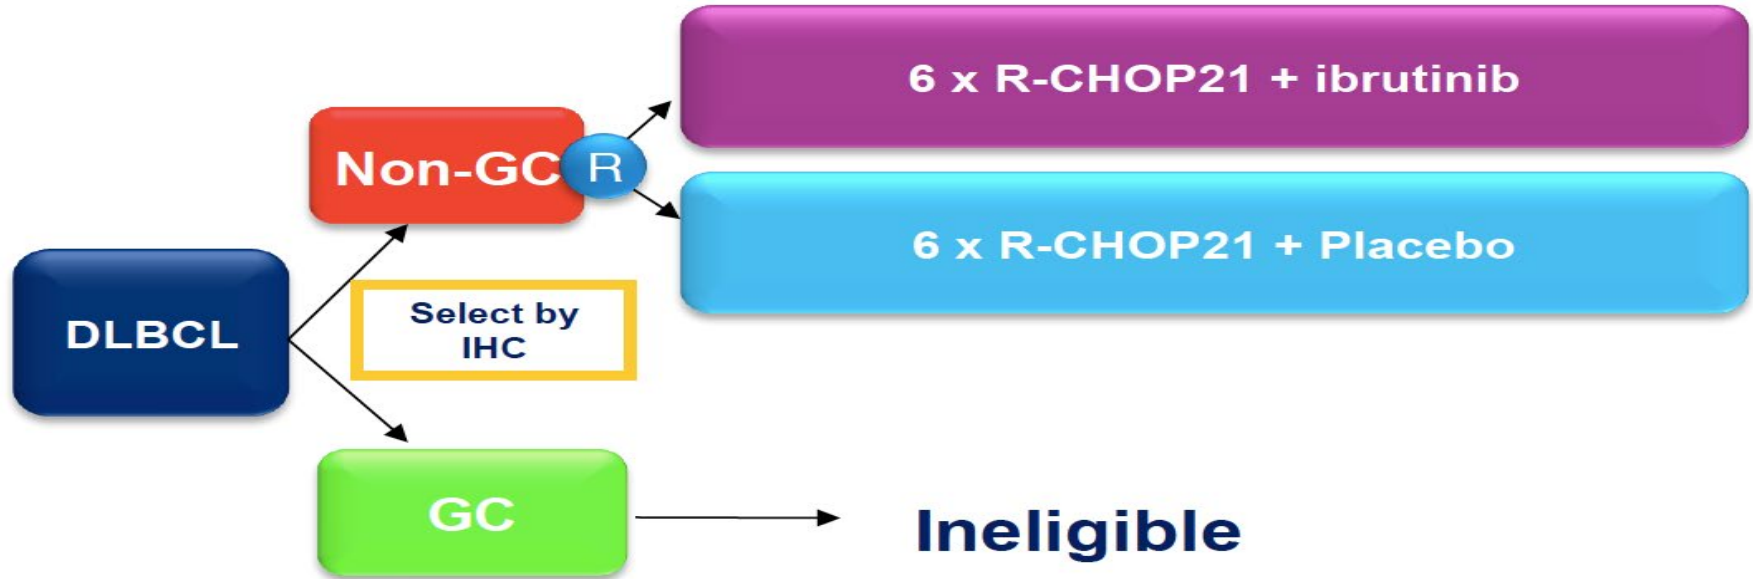 6 x R-CHOP21 + ibrutinib
Non-GC
R
6 x R-CHOP21 + Placebo
DLBCL
Select by
IHC
GC
Ineligible